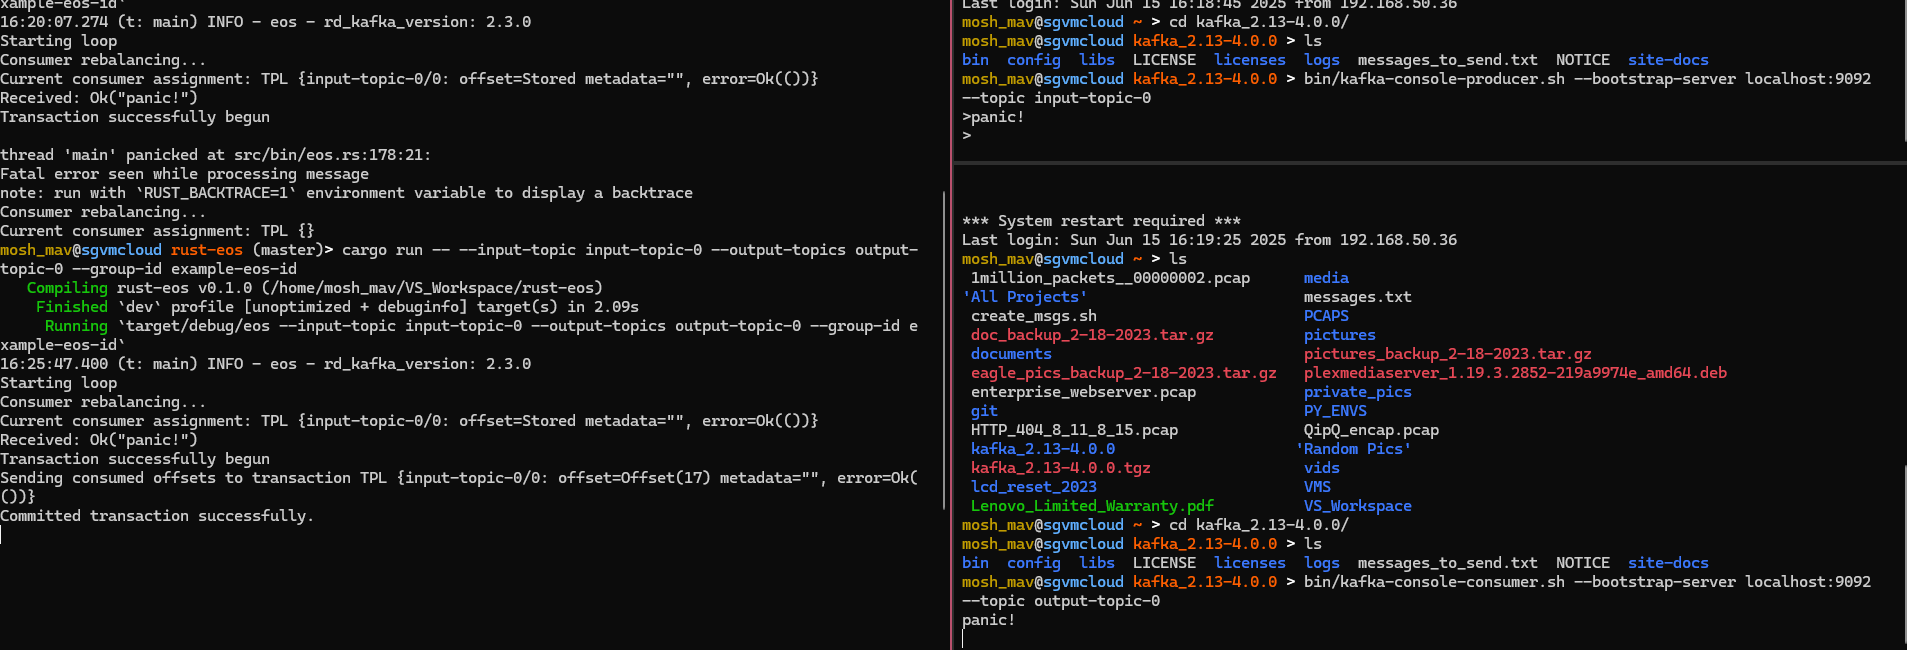 xample-eos-id`
16:20:07.274 (t: main) INFO - eos - rd_kafka_version: 2.3.0
Starting loop
Consumer rebalancing...
Current consumer assignment: TPL {input-topic-0/0: offset=Stored metadata="", error=Ok(())}
Received: Ok("panic!")
Transaction successfully begun

thread 'main' panicked at src/bin/eos.rs:178:21:
Fatal error seen while processing message
note: run with `RUST_BACKTRACE=1` environment variable to display a backtrace
Consumer rebalancing...
Current consumer assignment: TPL {}
mosh_mav@sgvmcloud rust-eos (master)> cargo run -- --input-topic input-topic-0 --output-topics output-
topic-0 --group-id example-eos-id
   Compiling rust-eos v0.1.0 (/home/mosh_mav/VS_Workspace/rust-eos)
    Finished `dev` profile [unoptimized + debuginfo] target(s) in 2.09s
     Running `target/debug/eos --input-topic input-topic-0 --output-topics output-topic-0 --group-id e
xample-eos-id`
16:25:47.400 (t: main) INFO - eos - rd_kafka_version: 2.3.0
Starting loop
Consumer rebalancing...
Current consumer assignment: TPL {input-topic-0/0: offset=Stored metadata="", error=Ok(())}
Received: Ok("panic!")
Transaction successfully begun
Sending consumed offsets to transaction TPL {input-topic-0/0: offset=Offset(17) metadata="", error=Ok(
())}
Committed transaction successfully.
Last login: Sun Jun 15 16:18:45 2025 from 192.168.50.36
mosh_mav@sgvmcloud ~ > cd kafka_2.13-4.0.0/
mosh_mav@sgvmcloud kafka_2.13-4.0.0 > ls
bin  config  libs  LICENSE  licenses  logs  messages_to_send.txt  NOTICE  site-docs
mosh_mav@sgvmcloud kafka_2.13-4.0.0 > bin/kafka-console-producer.sh --bootstrap-server localhost:9092
--topic input-topic-0
>panic!
>
*** System restart required ***
Last login: Sun Jun 15 16:19:25 2025 from 192.168.50.36
mosh_mav@sgvmcloud ~ > ls
 1million_packets__00000002.pcap      media
'All Projects'                        messages.txt
 create_msgs.sh                       PCAPS
 doc_backup_2-18-2023.tar.gz          pictures
 documents                            pictures_backup_2-18-2023.tar.gz
 eagle_pics_backup_2-18-2023.tar.gz   plexmediaserver_1.19.3.2852-219a9974e_amd64.deb
 enterprise_webserver.pcap            private_pics
 git                                  PY_ENVS
 HTTP_404_8_11_8_15.pcap              QipQ_encap.pcap
 kafka_2.13-4.0.0                    'Random Pics'
 kafka_2.13-4.0.0.tgz                 vids
 lcd_reset_2023                       VMS
 Lenovo_Limited_Warranty.pdf          VS_Workspace
mosh_mav@sgvmcloud ~ > cd kafka_2.13-4.0.0/
mosh_mav@sgvmcloud kafka_2.13-4.0.0 > ls
bin  config  libs  LICENSE  licenses  logs  messages_to_send.txt  NOTICE  site-docs
mosh_mav@sgvmcloud kafka_2.13-4.0.0 > bin/kafka-console-consumer.sh --bootstrap-server localhost:9092
--topic output-topic-0
panic!